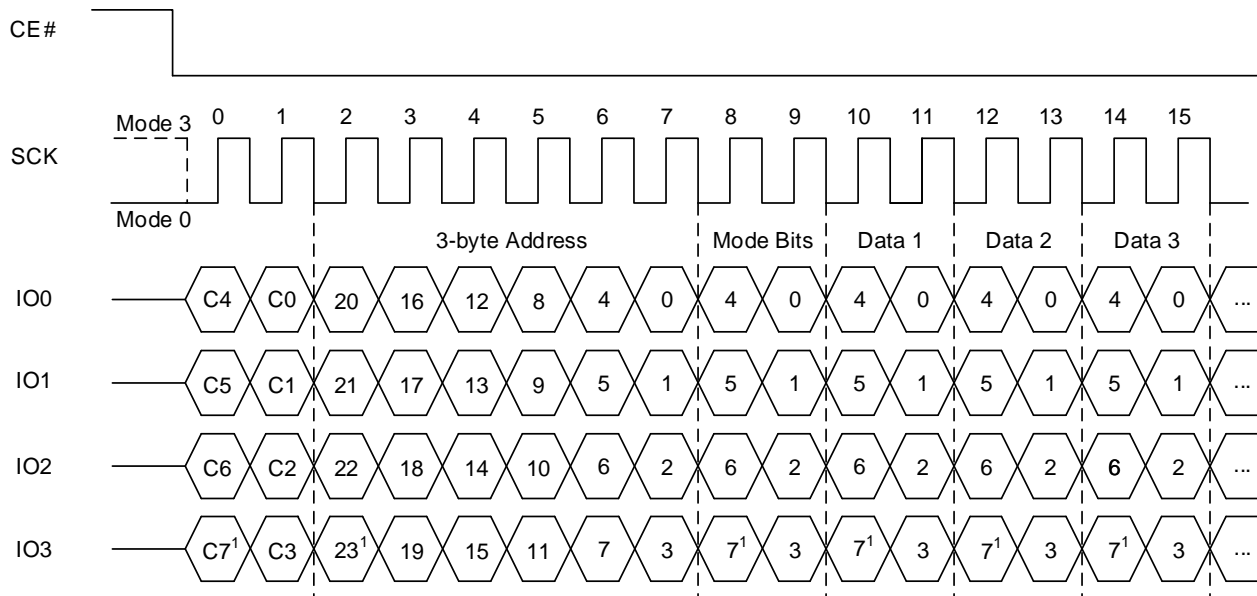 CE#
0 1 2 3 4 5 6 7 8 9 10 11 12 13 14 15
Mode 3
SCK
Mode 0
3-byte Address Mode Bits Data 1 Data 2 Data 3
IO0 C4 C0 20 16 12 8 4 0 4 0 4 0 4 0 4 0 ...
IO1 C5 C1 21 17 13 9 5 1 5 1 5 1 5 1 5 1 ...
IO2 C6 C2 22 18 14 10 6 2 6 2 6 2 6 2 6 2 ...
IO3 C7¹ C3 23¹ 19 15 11 7 3 7¹ 3 7¹ 3 7¹ 3 7¹ 3 ...